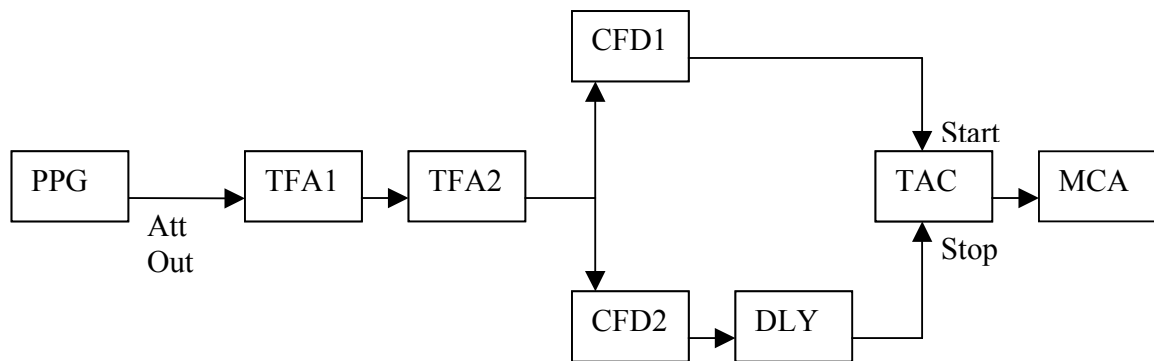 CFD1
Start
PPG
TFA1
TFA2
TAC
MCA
Att
Out
Stop
CFD2
DLY